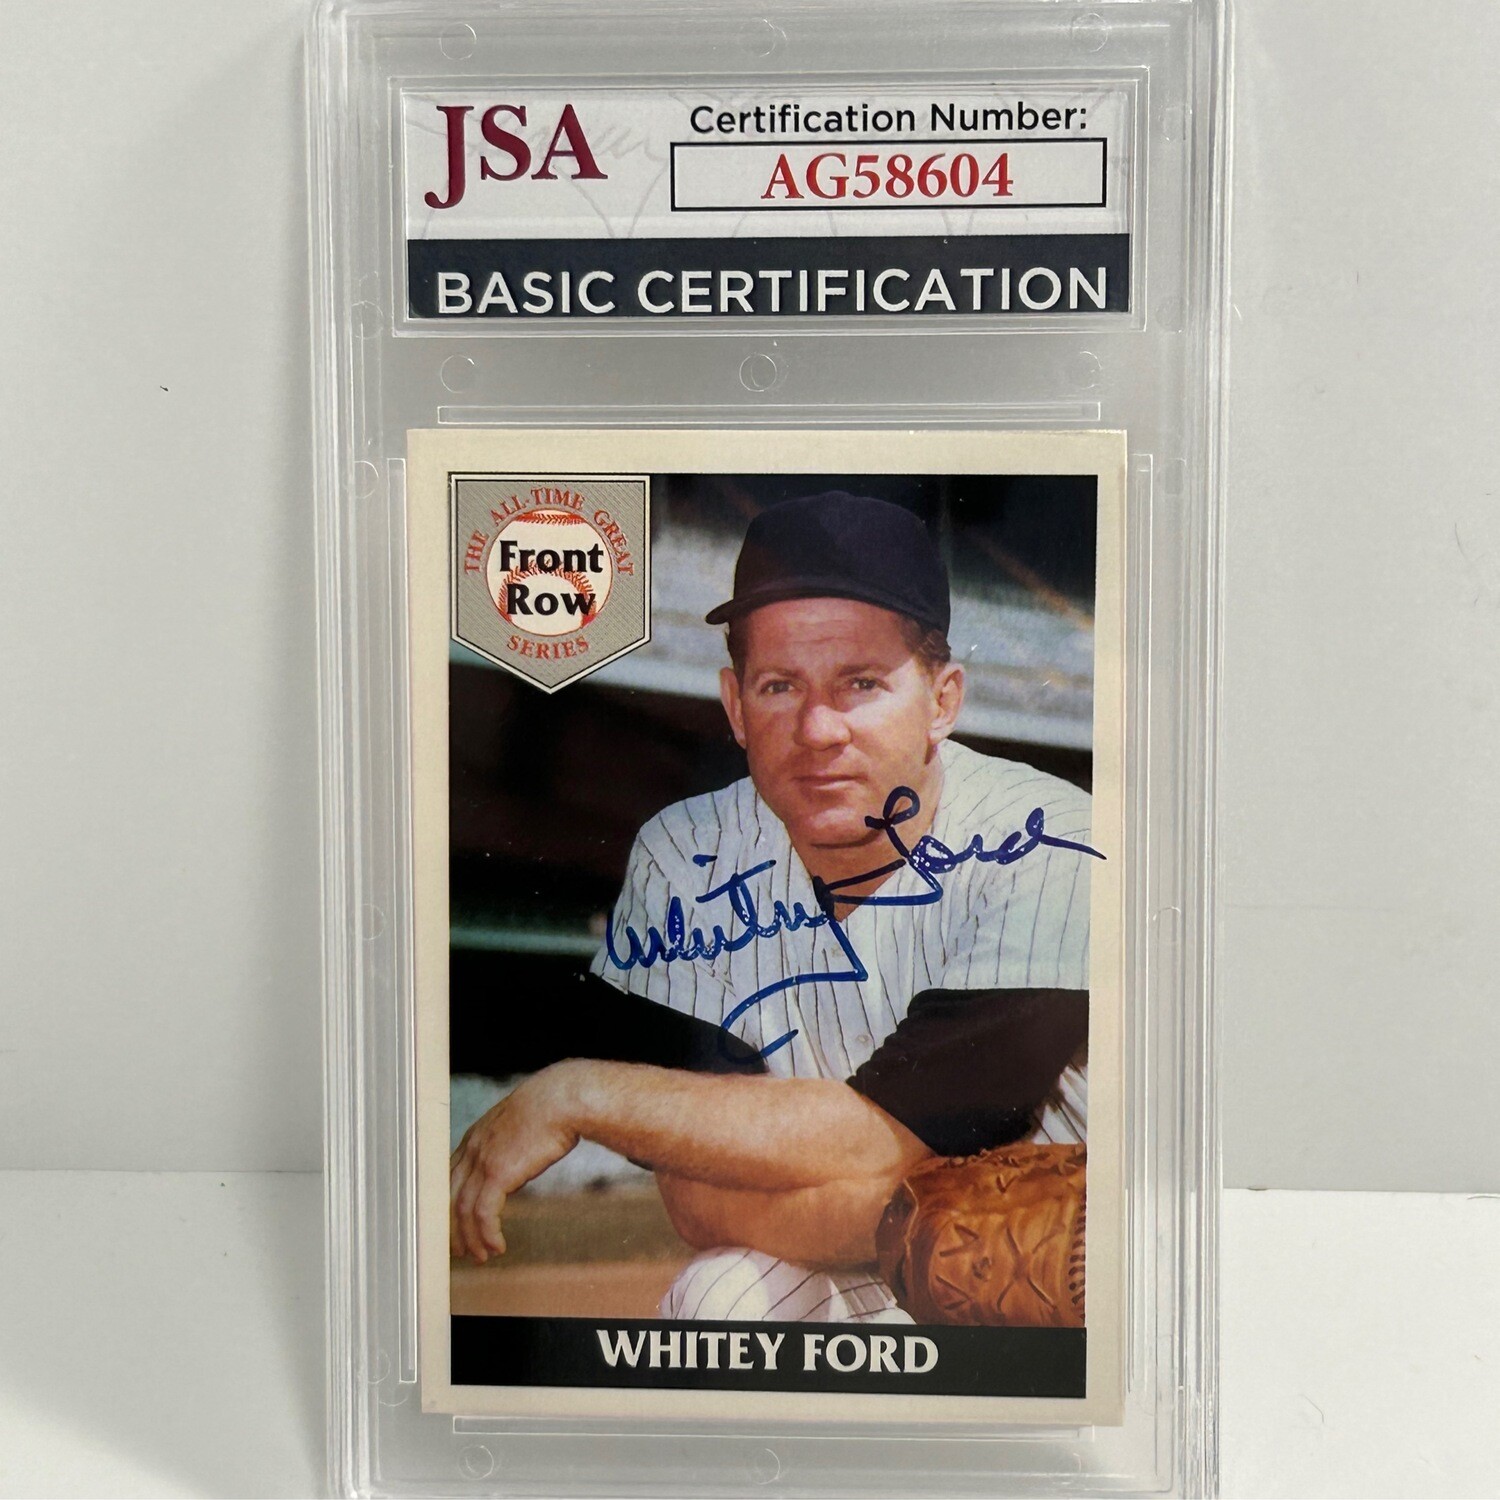 JSA
Certification Number:
AG58604
BASIC CERTIFICATION
THE ALL-TIME GREAT
Front
Row
SERIES
Whitey Ford
WHITEY FORD